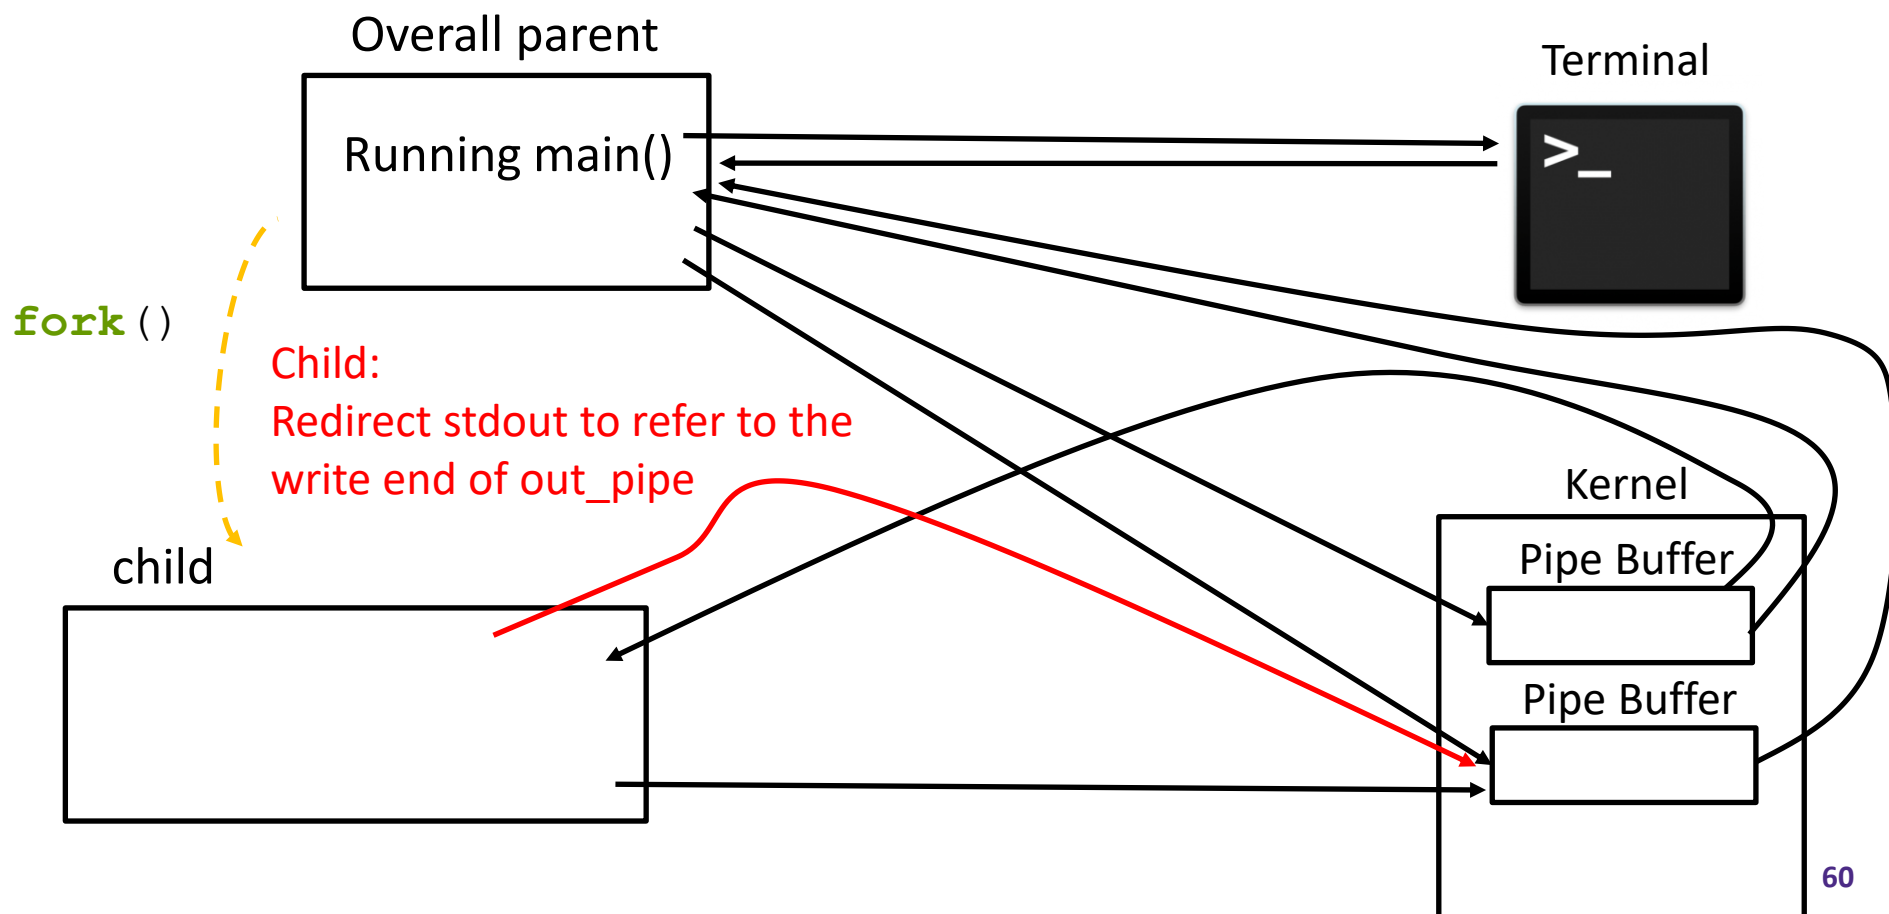 Overall parent
Terminal
Running main()
>_
fork()
Child:
Redirect stdout to refer to the
write end of out_pipe
Kernel
Pipe Buffer
child
Pipe Buffer
60